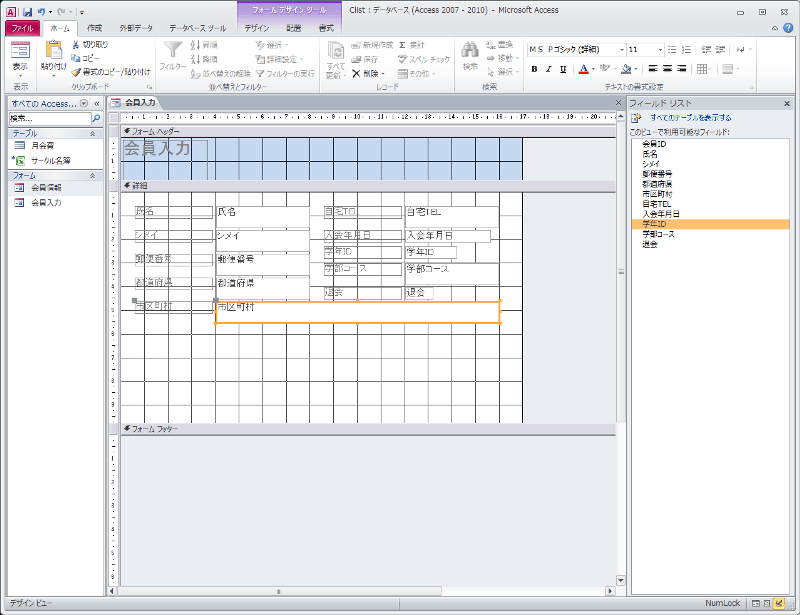 フォーム デザイン ツール
Clist : データベース (Access 2007 - 2010) - Microsoft Access
ファイル ホーム 作成 外部データ データベース ツール デザイン 配置 書式
表示
貼り付け
切り取り
コピー
書式のコピー/貼り付け
フィルター
昇順
降順
並べ替えの解除
選択
詳細設定
フィルターの実行
すべて更新
新規作成
保存
削除
集計
スペル チェック
その他
検索
置換
移動
選択
MS Pゴシック (詳細) 11
B I U A
表示 クリップボード 並べ替えとフィルター レコード 検索 テキストの書式設定
すべての Access...
検索...
テーブル
月会費
サークル名簿
フォーム
会員情報
会員入力
会員入力
フォーム ヘッダー
会員入力
詳細
氏名 氏名 自宅TEL 自宅TEL
シメイ シメイ 入会年月日 入会年月日
学年ID 学年ID
郵便番号 郵便番号 学部コース 学部コース
都道府県 都道府県 退会 退会
市区町村 市区町村
フォーム フッター
フィールド リスト
すべてのテーブルを表示する
このビューで利用可能なフィールド:
会員ID
氏名
シメイ
郵便番号
都道府県
市区町村
自宅TEL
入会年月日
学年ID
学部コース
退会
デザイン ビュー NumLock